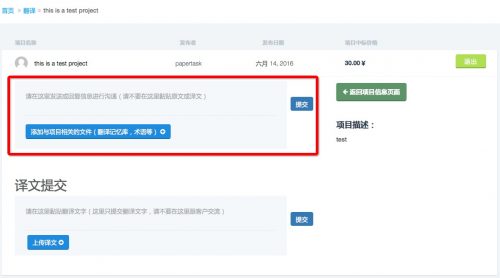 首页 > 翻译 > this is a test project
项目名称 发布者 发布日期 项目中标价格
this is a test project papertask 六月 14, 2016 30.00 ¥ 退出
请在这里发送或回复信息进行沟通（请不要在这里粘贴原文或译文）
提交
添加与项目相关的文件（翻译记忆库，术语等）
返回项目信息页面
项目描述：
test
译文提交
请在这里粘贴翻译文字（这里只提交翻译文字，请不要在这里跟客户交流）
提交
上传译文